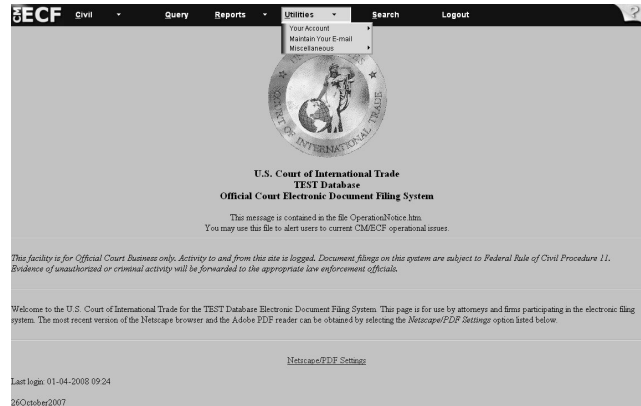 CM ECF Civil Query Reports Utilities Search Logout ?
Your Account
Maintain Your E-mail
Miscellaneous
COURT OF INTERNATIONAL TRADE
U.S. Court of International Trade
TEST Database
Official Court Electronic Document Filing System
This message is contained in the file OperationNotice.htm.
You may use this file to alert users to current CM/ECF operational issues.
This facility is for Official Court Business only. Activity to and from this site is logged. Document filings on this system are subject to Federal Rule of Civil Procedure 11.
Evidence of unauthorized or criminal activity will be forwarded to the appropriate law enforcement officials.
Welcome to the U.S. Court of International Trade for the TEST Database Electronic Document Filing System. This page is for use by attorneys and firms participating in the electronic filing
system. The most recent version of the Netscape browser and the Adobe PDF reader can be obtained by selecting the Netscape/PDF Settings option listed below.
Netscape/PDF Settings
Last login: 01-04-2008 09:24
26October2007